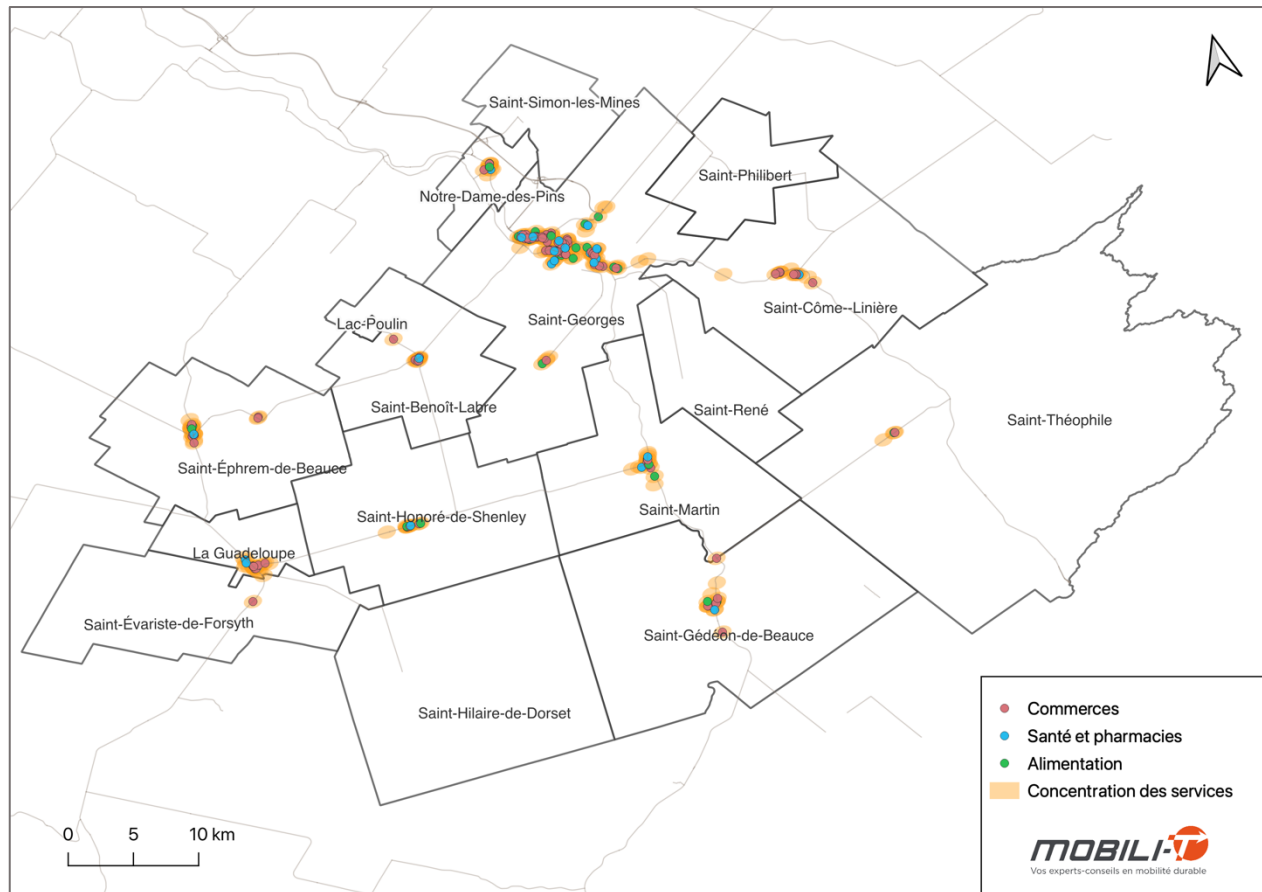 Saint-Simon-les-Mines
Saint-Philibert
Notre-Dame-des-Pins
Saint-Côme--Linière
Lac-Poulin
Saint-Georges
Saint-Benoît-Labre
Saint-René
Saint-Théophile
Saint-Éphrem-de-Beauce
Saint-Honoré-de-Shenley
Saint-Martin
La Guadeloupe
Saint-Évariste-de-Forsyth
Saint-Gédéon-de-Beauce
Saint-Hilaire-de-Dorset
Commerces
Santé et pharmacies
Alimentation
Concentration des services
0 5 10 km
MOBILI-T
Vos experts-conseils en mobilité durable